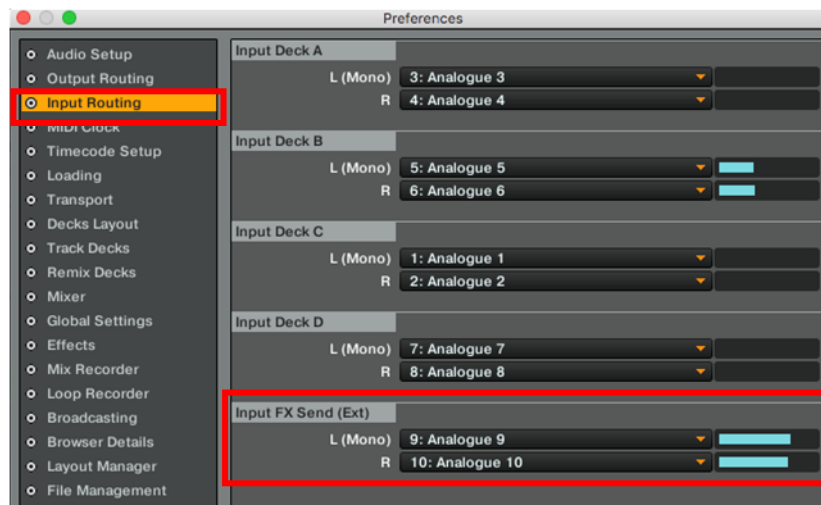 Preferences
Audio Setup
Output Routing
Input Routing
MIDI Clock
Timecode Setup
Loading
Transport
Decks Layout
Track Decks
Remix Decks
Mixer
Global Settings
Effects
Mix Recorder
Loop Recorder
Broadcasting
Browser Details
Layout Manager
File Management
Input Deck A
L (Mono) 3: Analogue 3
R 4: Analogue 4
Input Deck B
L (Mono) 5: Analogue 5
R 6: Analogue 6
Input Deck C
L (Mono) 1: Analogue 1
R 2: Analogue 2
Input Deck D
L (Mono) 7: Analogue 7
R 8: Analogue 8
Input FX Send (Ext)
L (Mono) 9: Analogue 9
R 10: Analogue 10